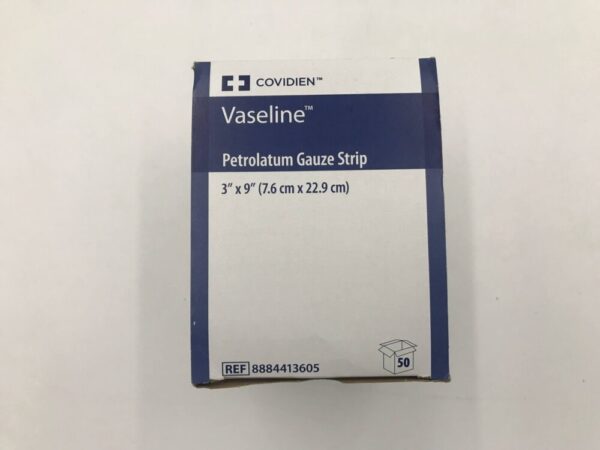 COVIDIEN™
Vaseline™
Petrolatum Gauze Strip
3" x 9" (7.6 cm x 22.9 cm)
REF 8884413605
50